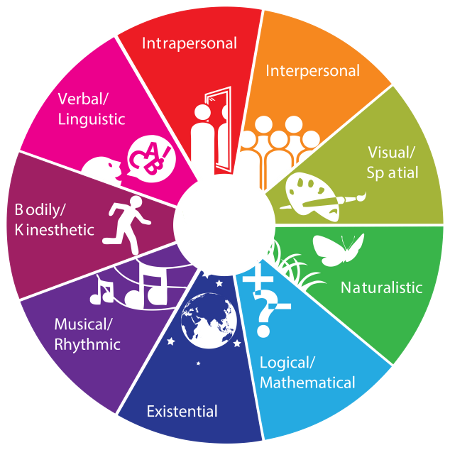 Intrapersonal
Interpersonal
Visual/
Spatial
Naturalistic
Logical/
Mathematical
Existential
Musical/
Rhythmic
Bodily/
Kinesthetic
Verbal/
Linguistic